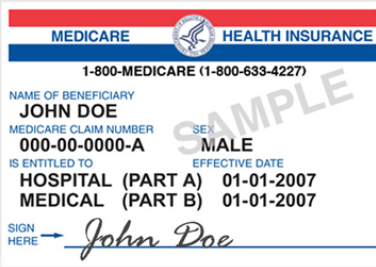 MEDICARE HEALTH INSURANCE
1-800-MEDICARE (1-800-633-4227)
NAME OF BENEFICIARY
JOHN DOE
MEDICARE CLAIM NUMBER SEX
000-00-0000-A MALE
IS ENTITLED TO EFFECTIVE DATE
HOSPITAL (PART A) 01-01-2007
MEDICAL (PART B) 01-01-2007
SIGN
HERE
John Doe
SAMPLE